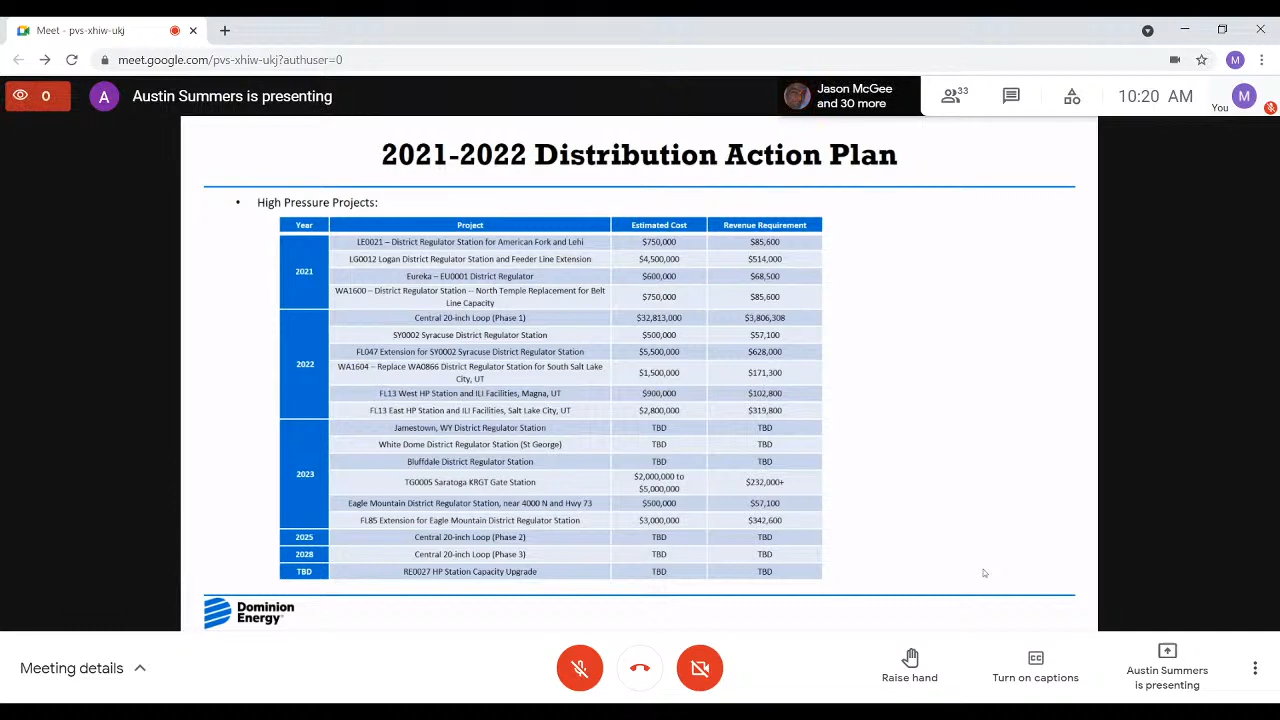 Meet - pvs-xhiw-ukj
meet.google.com/pvs-xhiw-ukj?authuser=0
M
0
A
Austin Summers is presenting
Jason McGee
and 30 more
33
10:20 AM
You
M
2021-2022 Distribution Action Plan
• High Pressure Projects:
Year Project Estimated Cost Revenue Requirement
2021
LE0021 – District Regulator Station for American Fork and Lehi $750,000 $85,600
LG0012 Logan District Regulator Station and Feeder Line Extension $4,500,000 $514,000
Eureka – EU0001 District Regulator $600,000 $68,500
WA1600 – District Regulator Station -- North Temple Replacement for Belt
Line Capacity $750,000 $85,600
2022
Central 20-inch Loop (Phase 1) $32,813,000 $3,806,308
SY0002 Syracuse District Regulator Station $500,000 $57,100
FL047 Extension for SY0002 Syracuse District Regulator Station $5,500,000 $628,000
WA1604 – Replace WA0866 District Regulator Station for South Salt Lake
City, UT $1,500,000 $171,300
FL13 West HP Station and ILI Facilities, Magna, UT $900,000 $102,800
FL13 East HP Station and ILI Facilities, Salt Lake City, UT $2,800,000 $319,800
2023
Jamestown, WY District Regulator Station TBD TBD
White Dome District Regulator Station (St George) TBD TBD
Bluffdale District Regulator Station TBD TBD
TG0005 Saratoga KRGT Gate Station $2,000,000 to
$5,000,000 $232,000+
Eagle Mountain District Regulator Station, near 4000 N and Hwy 73 $500,000 $57,100
FL85 Extension for Eagle Mountain District Regulator Station $3,000,000 $342,600
2025 Central 20-inch Loop (Phase 2) TBD TBD
2028 Central 20-inch Loop (Phase 3) TBD TBD
TBD RE0027 HP Station Capacity Upgrade TBD TBD
Dominion
Energy
Meeting details
Raise hand
CC
Turn on captions
Austin Summers
is presenting